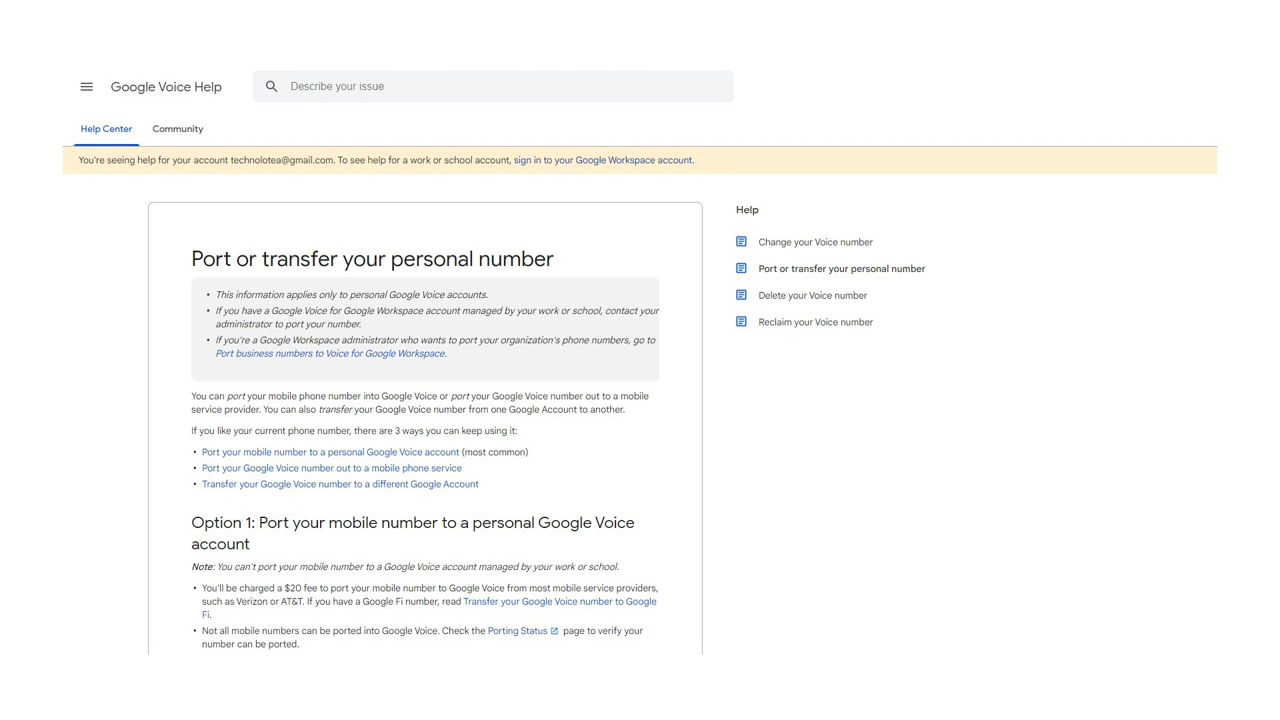 Google Voice Help
Describe your issue
Help Center
Community
You're seeing help for your account technolotea@gmail.com. To see help for a work or school account, sign in to your Google Workspace account.
Port or transfer your personal number
• This information applies only to personal Google Voice accounts.
• If you have a Google Voice for Google Workspace account managed by your work or school, contact your
administrator to port your number.
• If you're a Google Workspace administrator who wants to port your organization's phone numbers, go to
Port business numbers to Voice for Google Workspace.
You can port your mobile phone number into Google Voice or port your Google Voice number out to a mobile
service provider. You can also transfer your Google Voice number from one Google Account to another.
If you like your current phone number, there are 3 ways you can keep using it:
• Port your mobile number to a personal Google Voice account (most common)
• Port your Google Voice number out to a mobile phone service
• Transfer your Google Voice number to a different Google Account
Option 1: Port your mobile number to a personal Google Voice
account
Note: You can't port your mobile number to a Google Voice account managed by your work or school.
• You'll be charged a $20 fee to port your mobile number to Google Voice from most mobile service providers,
such as Verizon or AT&T. If you have a Google Fi number, read Transfer your Google Voice number to Google
Fi.
• Not all mobile numbers can be ported into Google Voice. Check the Porting Status page to verify your
number can be ported.
Help
Change your Voice number
Port or transfer your personal number
Delete your Voice number
Reclaim your Voice number